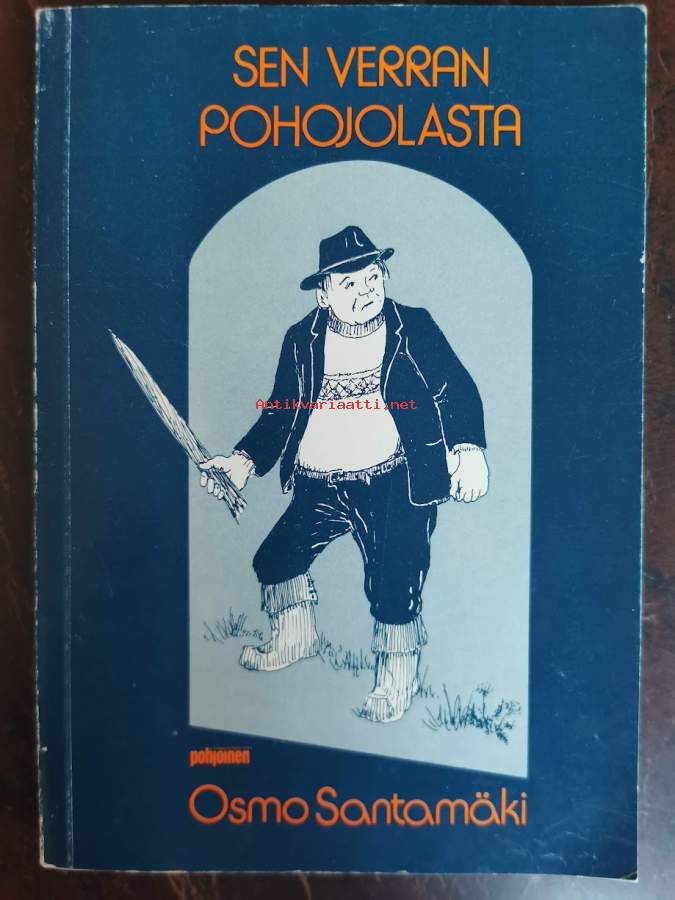 SEN VERRAN
POHOJOLASTA
Antikvariaatti.net
pohjoinen
Osmo Santamäki